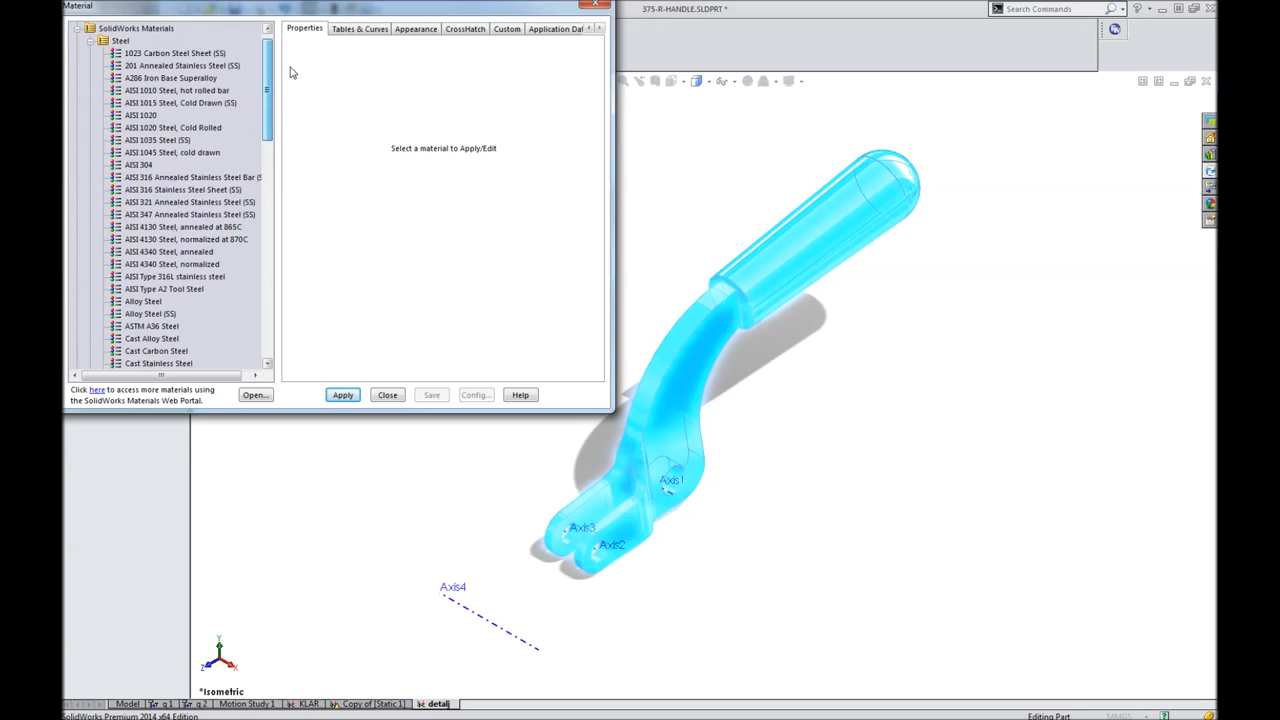 Material
375-R-HANDLE.SLDPRT *
Search Commands
SolidWorks Materials
Steel
1023 Carbon Steel Sheet (SS)
201 Annealed Stainless Steel (SS)
A286 Iron Base Superalloy
AISI 1010 Steel, hot rolled bar
AISI 1015 Steel, Cold Drawn (SS)
AISI 1020
AISI 1020 Steel, Cold Rolled
AISI 1035 Steel (SS)
AISI 1045 Steel, cold drawn
AISI 304
AISI 316 Annealed Stainless Steel Bar (S
AISI 316 Stainless Steel Sheet (SS)
AISI 321 Annealed Stainless Steel (SS)
AISI 347 Annealed Stainless Steel (SS)
AISI 4130 Steel, annealed at 865C
AISI 4130 Steel, normalized at 870C
AISI 4340 Steel, annealed
AISI 4340 Steel, normalized
AISI Type 316L stainless steel
AISI Type A2 Tool Steel
Alloy Steel
Alloy Steel (SS)
ASTM A36 Steel
Cast Alloy Steel
Cast Carbon Steel
Cast Stainless Steel
Properties Tables & Curves Appearance CrossHatch Custom Application Dat
Select a material to Apply/Edit
Click here to access more materials using
the SolidWorks Materials Web Portal.
Open... Apply Close Save Config... Help
Axis1
Axis3
Axis2
Axis4
Y
Z X
*Isometric
Model q 1 q 2 Motion Study 1 KLAR Copy of [Static 1] detalj
SolidWorks Premium 2014 x64 Edition Editing Part MMGS